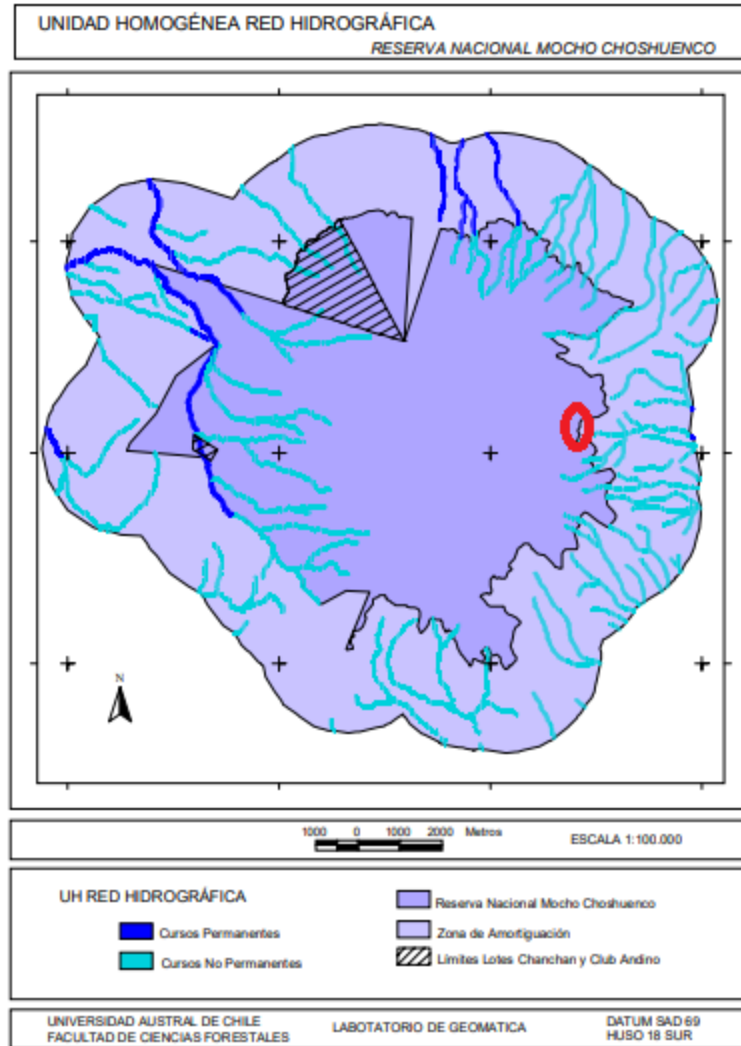 UNIDAD HOMOGÉNEA RED HIDROGRÁFICA
RESERVA NACIONAL MOCHO CHOSHUENCO
N
1000 0 1000 2000 Metros
ESCALA 1:100.000
UH RED HIDROGRÁFICA
Cursos Permanentes
Cursos No Permanentes
Reserva Nacional Mocho Choshuenco
Zona de Amortiguación
Límites Lotes Chanchan y Club Andino
UNIVERSIDAD AUSTRAL DE CHILE
FACULTAD DE CIENCIAS FORESTALES
LABOTATORIO DE GEOMATICA
DATUM SAD 69
HUSO 18 SUR